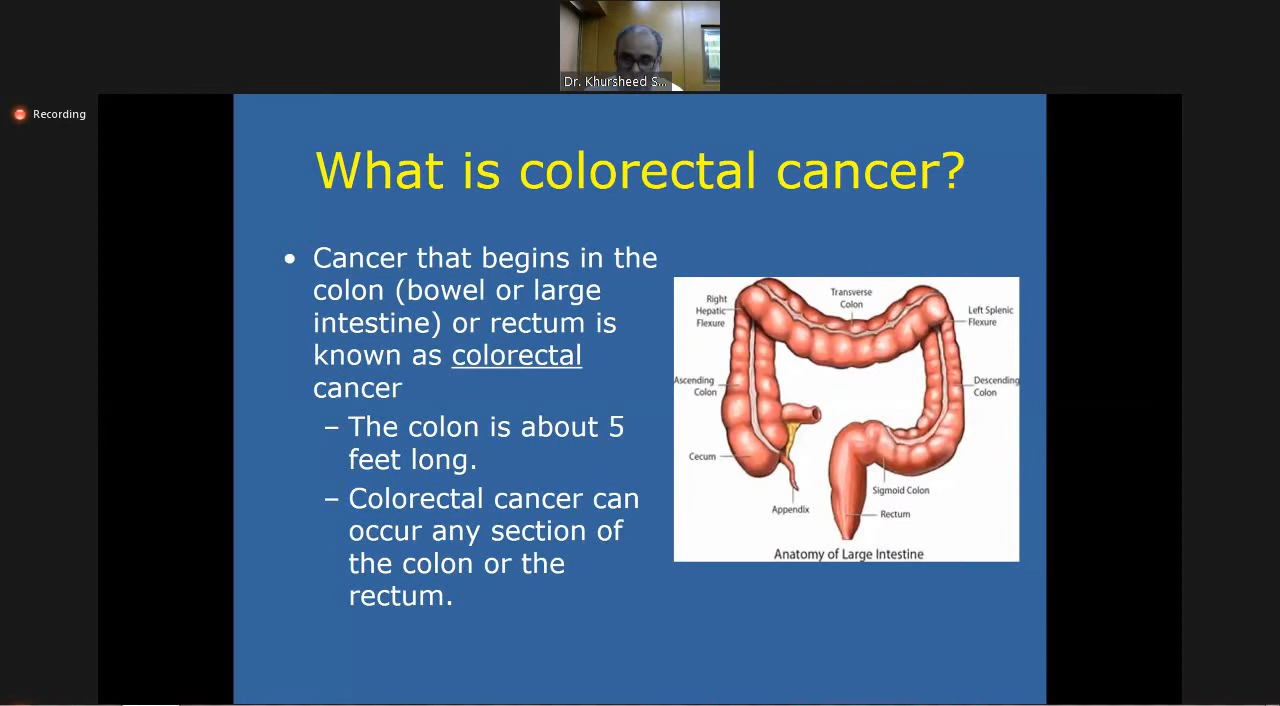 Dr. Khursheed S...
Recording
What is colorectal cancer?
• Cancer that begins in the
colon (bowel or large
intestine) or rectum is
known as colorectal
cancer
– The colon is about 5
feet long.
– Colorectal cancer can
occur any section of
the colon or the
rectum.
Right
Hepatic
Flexure
Transverse
Colon
Left Splenic
Flexure
Ascending
Colon
Descending
Colon
Cecum
Sigmoid Colon
Appendix
Rectum
Anatomy of Large Intestine